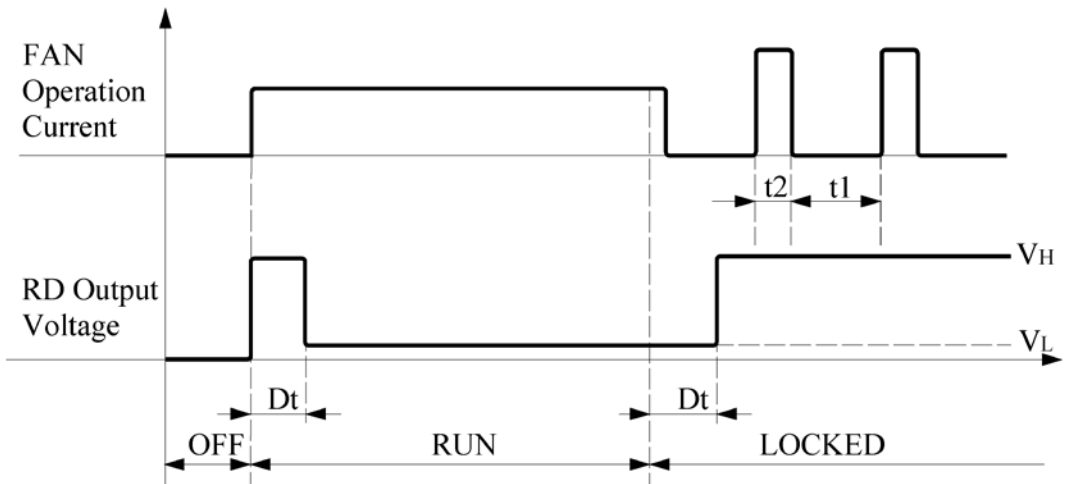 FAN
Operation
Current
t2
t1
VH
RD Output
Voltage
VL
Dt
Dt
OFF
RUN
LOCKED